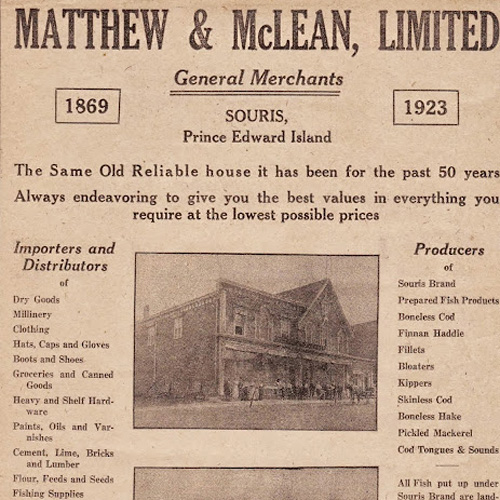 MATTHEW & McLEAN, LIMITED
General Merchants
1869
1923
SOURIS,
Prince Edward Island
The Same Old Reliable house it has been for the past 50 years
Always endeavoring to give you the best values in everything you
require at the lowest possible prices
Importers and
Distributors
of
Dry Goods
Millinery
Clothing
Hats, Caps and Gloves
Boots and Shoes
Groceries and Canned
Goods
Heavy and Shelf Hard-
ware
Paints, Oils and Var-
nishes
Cement, Lime, Bricks
and Lumber
Flour, Feeds and Seeds
Fishing Supplies
Producers
of
Souris Brand
Prepared Fish Products
Boneless Cod
Finnan Haddie
Fillets
Bloaters
Kippers
Skinless Cod
Boneless Hake
Pickled Mackerel
Cod Tongues & Sounds
All Fish put up under
Souris Brand are land-